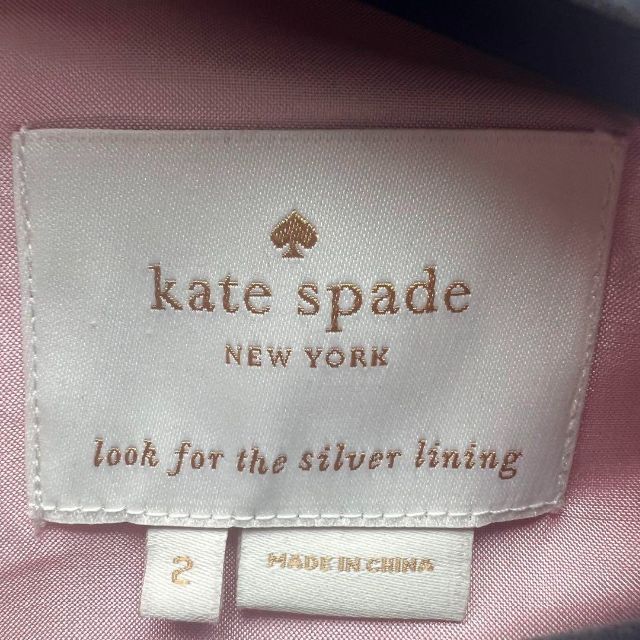 kate spade
NEW YORK
look for the silver lining
2
MADE IN CHINA